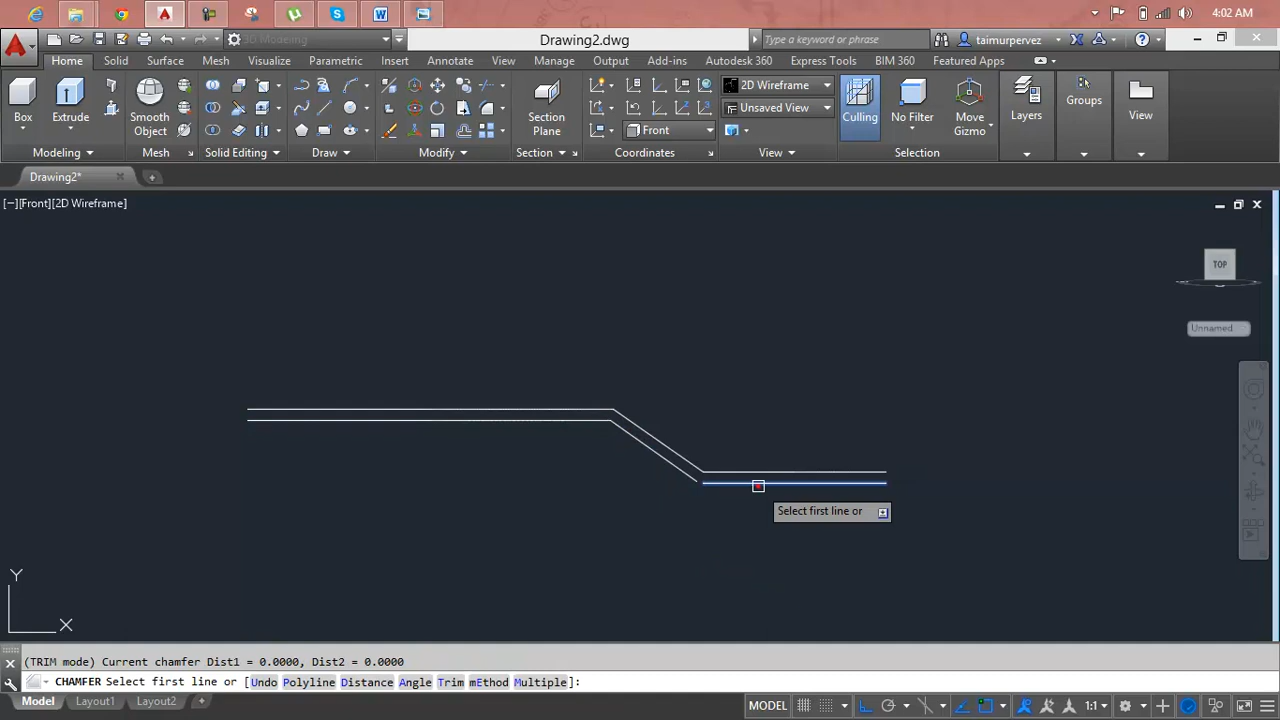 4:02 AM
3D Modeling
Drawing2.dwg
Type a keyword or phrase
taimurpervez
Home Solid Surface Mesh Visualize Parametric Insert Annotate View Manage Output Add-ins Autodesk 360 Express Tools BIM 360 Featured Apps
Box Extrude Smooth Object Section Plane 2D Wireframe Unsaved View Front Culling No Filter Move Gizmo Layers Groups View
Modeling Mesh Solid Editing Draw Modify Section Coordinates View Selection
Drawing2*
[−][Front][2D Wireframe]
TOP
Unnamed
Select first line or
Y
X
(TRIM mode) Current chamfer Dist1 = 0.0000, Dist2 = 0.0000
CHAMFER Select first line or [Undo Polyline Distance Angle Trim mEthod Multiple]:
Model Layout1 Layout2 MODEL 1:1